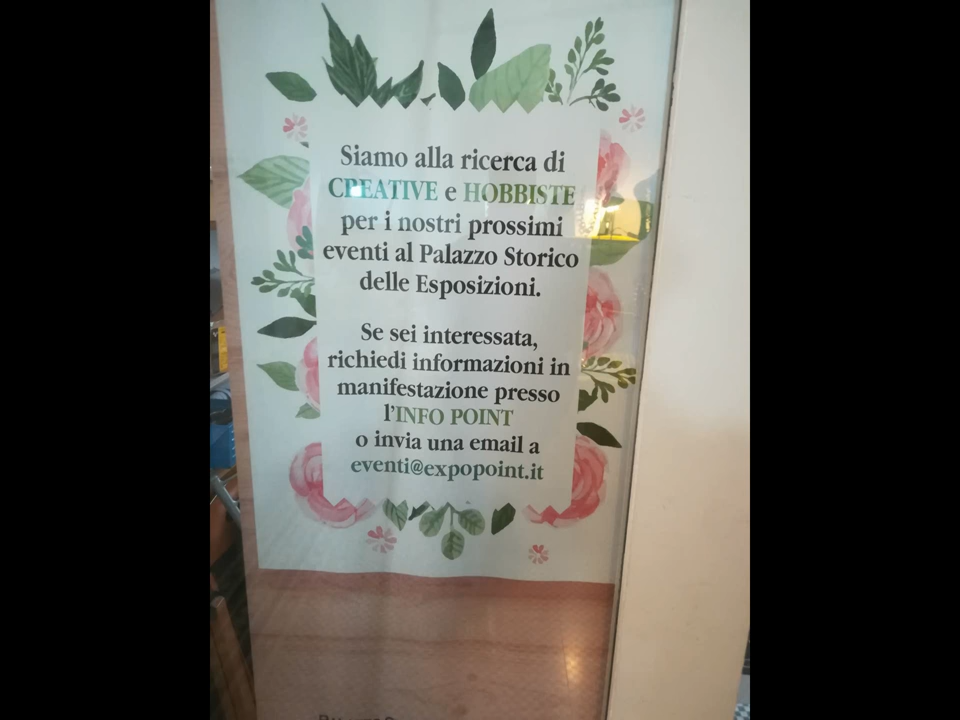 Siamo alla ricerca di
CREATIVE e HOBBISTE
per i nostri prossimi
eventi al Palazzo Storico
delle Esposizioni.
Se sei interessata,
richiedi informazioni in
manifestazione presso
l'INFO POINT
o invia una email a
eventi@expopoint.it